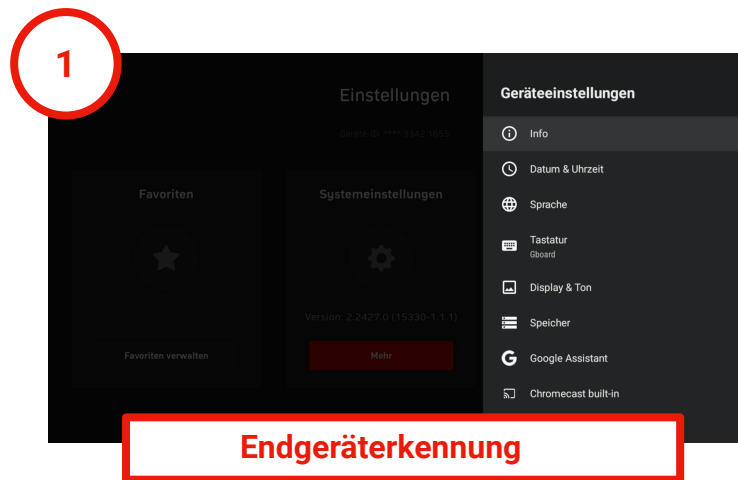 1
Einstellungen
Geräte-ID: **** 3342 1655
Favoriten
Systemeinstellungen
Version: 2.2427.0 (15330-1.1.1)
Favoriten verwalten
Mehr
Geräteeinstellungen
Info
Datum & Uhrzeit
Sprache
Tastatur
Gboard
Display & Ton
Speicher
Google Assistant
Chromecast built-in
Endgeräterkennung